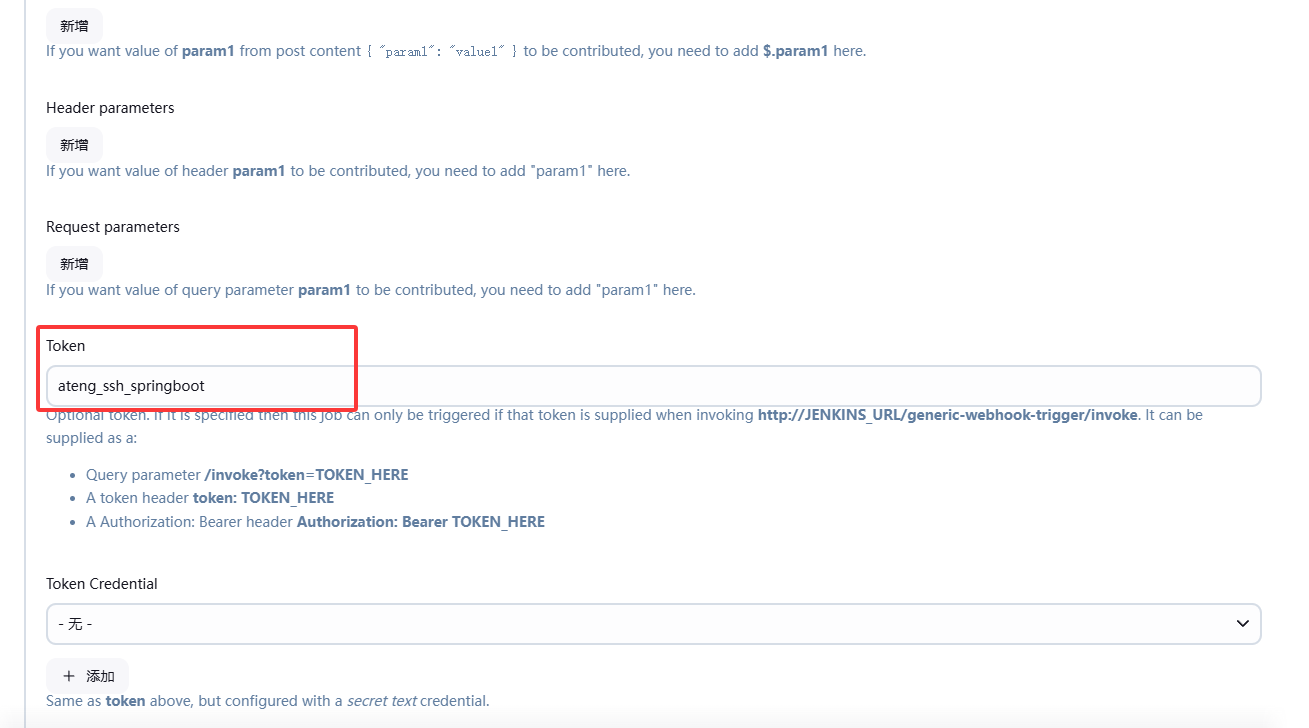 新增
If you want value of param1 from post content { "param1": "value1" } to be contributed, you need to add $.param1 here.
Header parameters
新增
If you want value of header param1 to be contributed, you need to add "param1" here.
Request parameters
新增
If you want value of query parameter param1 to be contributed, you need to add "param1" here.
Token
ateng_ssh_springboot
Optional token. If it is specified then this job can only be triggered if that token is supplied when invoking http://JENKINS_URL/generic-webhook-trigger/invoke. It can be
supplied as a:
• Query parameter /invoke?token=TOKEN_HERE
• A token header token: TOKEN_HERE
• A Authorization: Bearer header Authorization: Bearer TOKEN_HERE
Token Credential
- 无 -
+ 添加
Same as token above, but configured with a secret text credential.